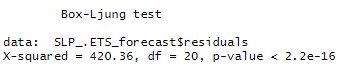 Box-Ljung test
data:  SLP_.ETS_forecast$residuals
X-squared = 420.36, df = 20, p-value < 2.2e-16